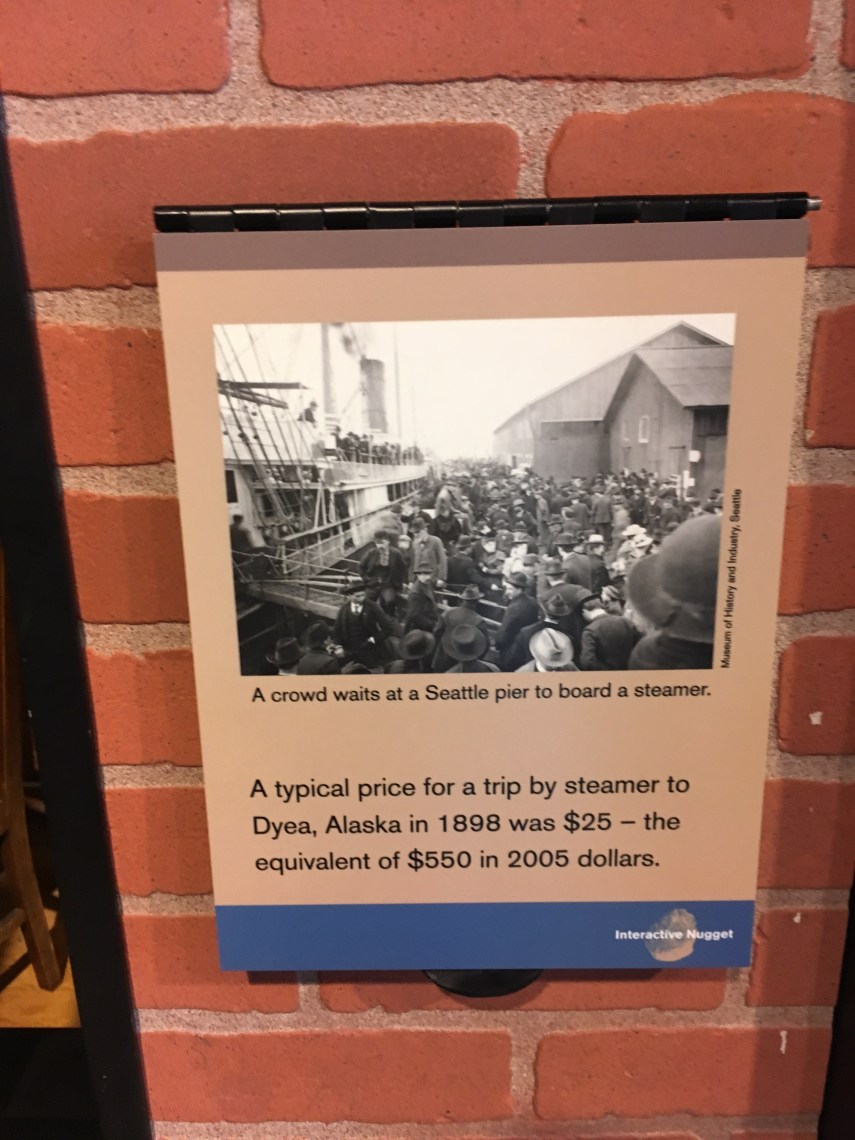 Museum of History and Industry, Seattle
A crowd waits at a Seattle pier to board a steamer.
A typical price for a trip by steamer to
Dyea, Alaska in 1898 was $25 – the
equivalent of $550 in 2005 dollars.
Interactive Nugget